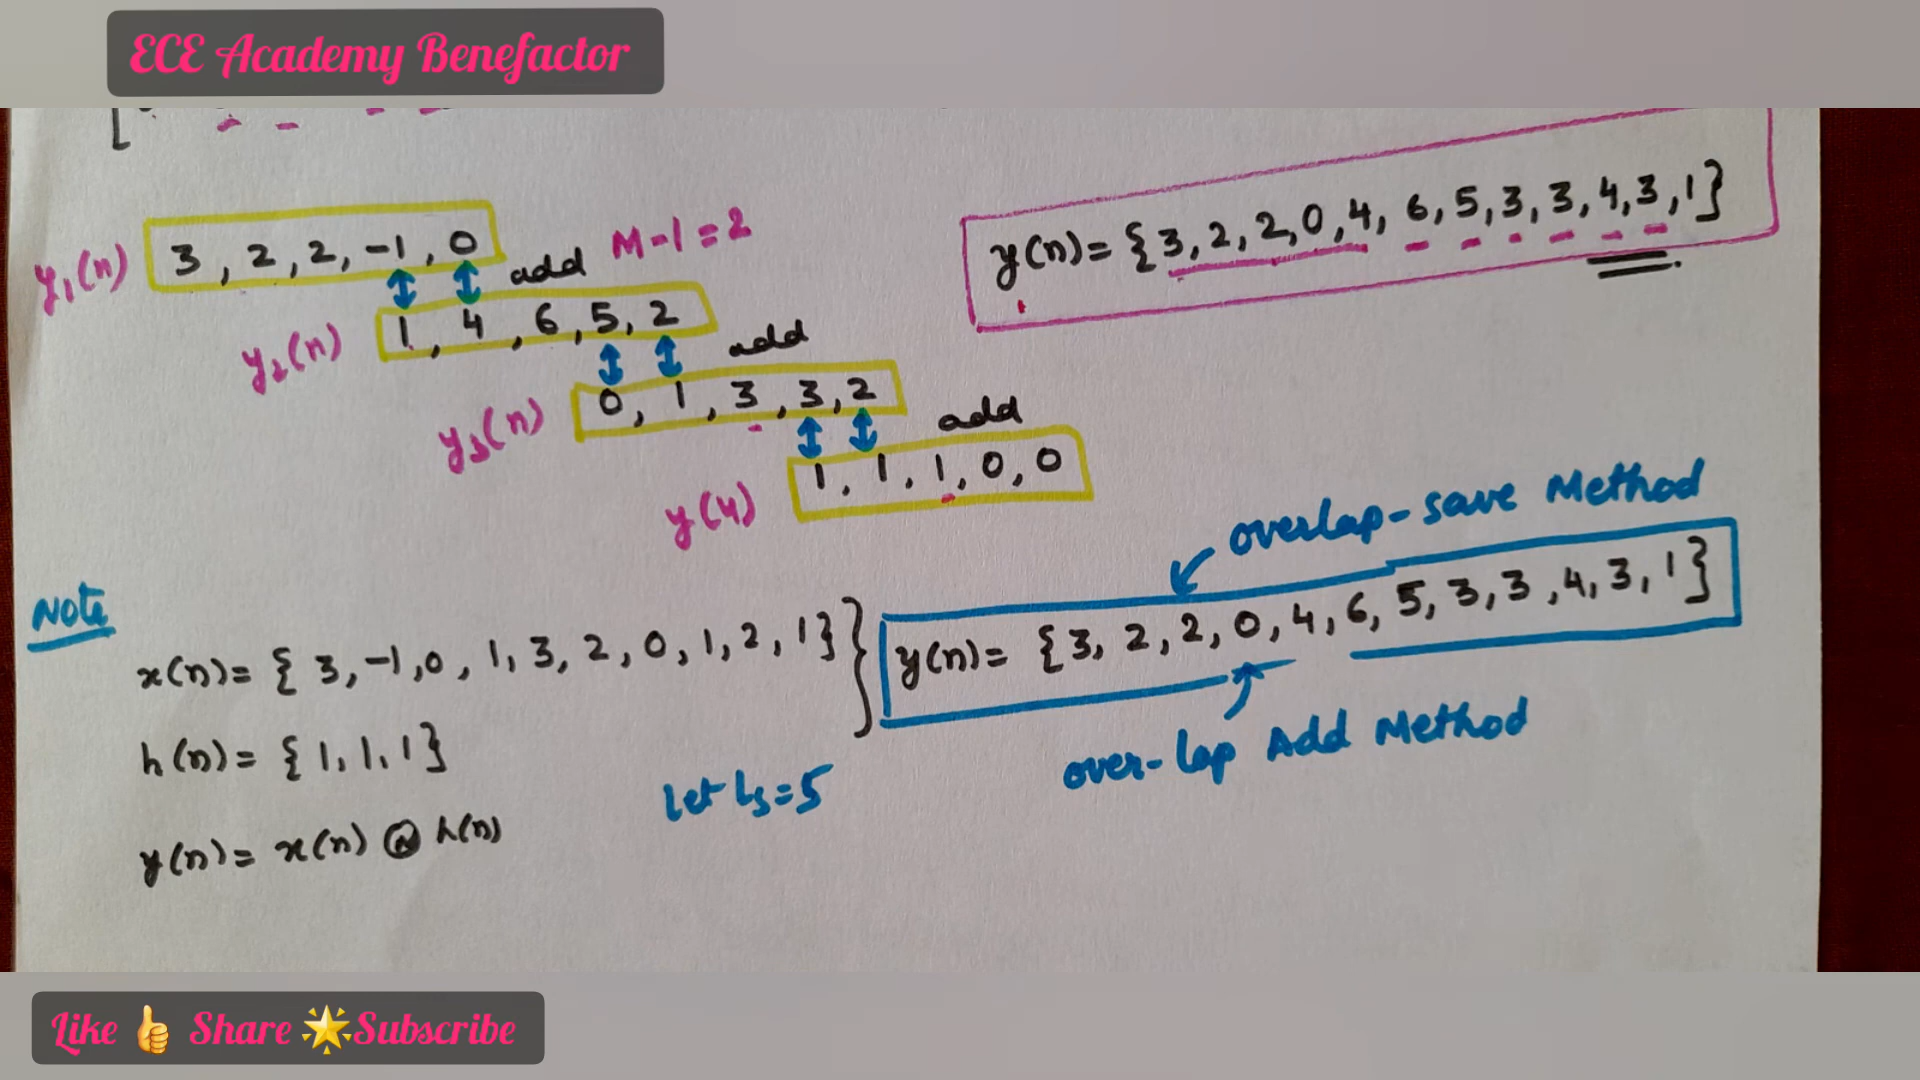 ECE Academy Benefactor
y₁(n) 3, 2, 2, -1, 0
add M-1=2
y₂(n) 1, 4, 6, 5, 2
add
y₃(n) 0, 1, 3, 3, 2
add
y(4) 1, 1, 1, 0, 0
y(n)= {3, 2, 2, 0, 4, 6, 5, 3, 3, 4, 3, 1}
overlap-save Method
Note
x(n)= { 3, -1, 0, 1, 3, 2, 0, 1, 2, 1}
y(n)= {3, 2, 2, 0, 4, 6, 5, 3, 3, 4, 3, 1}
h(n)= {1, 1, 1}
over-lap Add Method
Let Ls=5
y(n)= x(n) Ⓝ h(n)
Like 👍 Share 🌟Subscribe